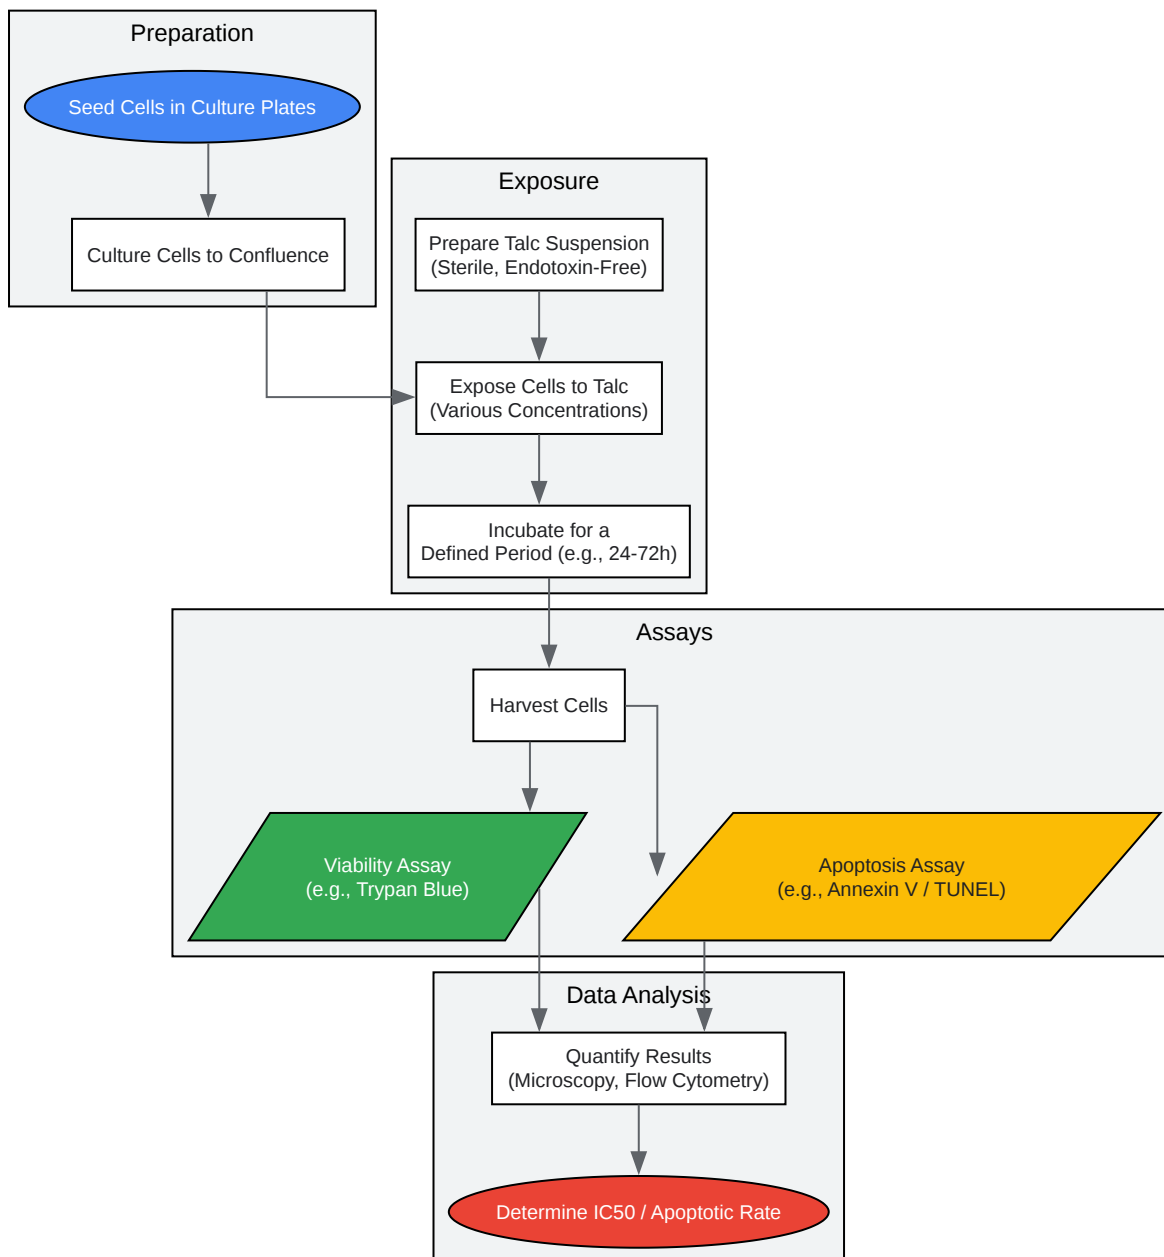 Preparation
Seed Cells in Culture Plates
Culture Cells to Confluence
Exposure
Prepare Talc Suspension
(Sterile, Endotoxin-Free)
Expose Cells to Talc
(Various Concentrations)
Incubate for a
Defined Period (e.g., 24-72h)
Assays
Harvest Cells
Viability Assay
(e.g., Trypan Blue)
Apoptosis Assay
(e.g., Annexin V / TUNEL)
Data Analysis
Quantify Results
(Microscopy, Flow Cytometry)
Determine IC50 / Apoptotic Rate